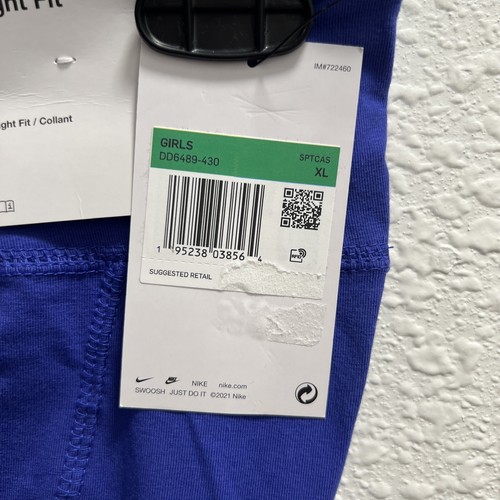 ght Fit
ght Fit / Collant
IM#722460
GIRLS
DD6489-430
SPTCAS
XL
1 95238 03856 4
RFID
SUGGESTED RETAIL
NIKE nike.com
SWOOSH JUST DO IT ©2021 Nike